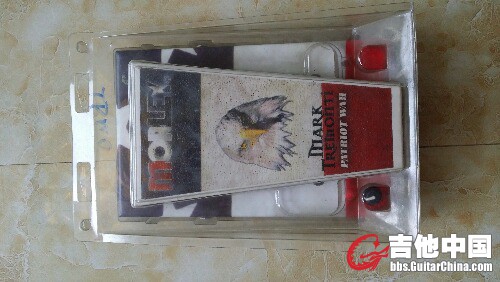 MORLEY
MARK
TREMONTI
PATRIOT WAH
吉他中国
bbs.GuitarChina.com